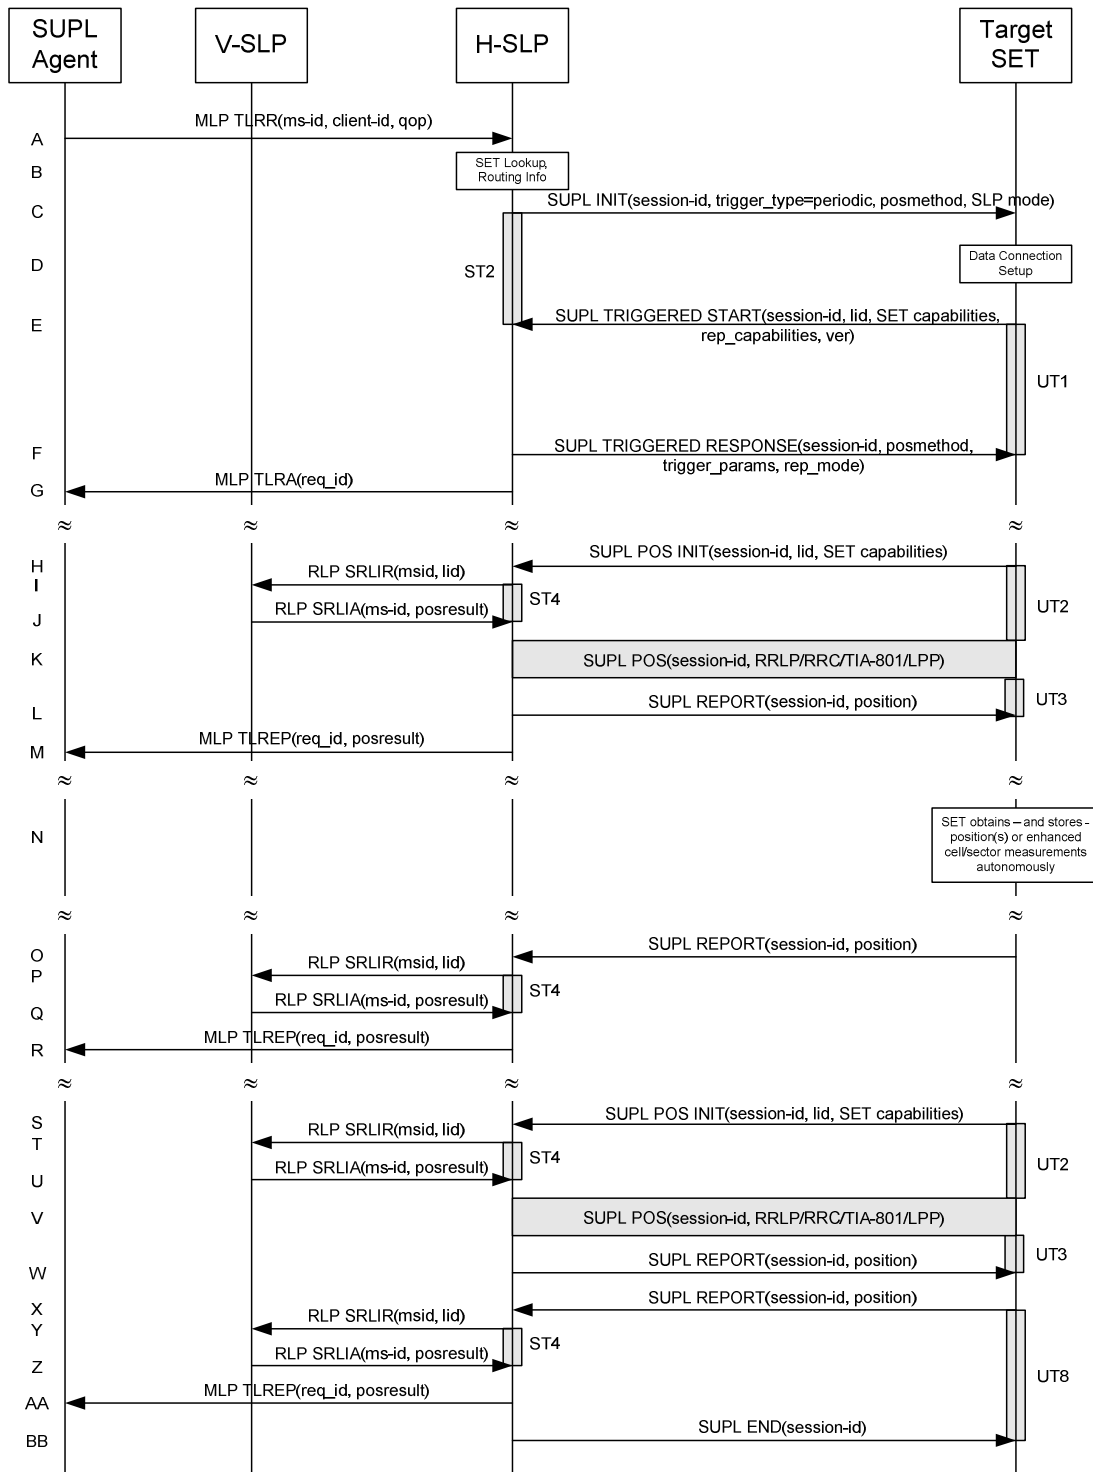 SUPL
Agent
V-SLP
H-SLP
Target
SET
MLP TLRR(ms-id, client-id, qop)
A
B
SET Lookup,
Routing Info
C
SUPL INIT(session-id, trigger_type=periodic, posmethod, SLP mode)
D
ST2
Data Connection
Setup
E
SUPL TRIGGERED START(session-id, lid, SET capabilities,
rep_capabilities, ver)
UT1
F
SUPL TRIGGERED RESPONSE(session-id, posmethod,
trigger_params, rep_mode)
G
MLP TLRA(req_id)
≈ ≈ ≈ ≈
H
SUPL POS INIT(session-id, lid, SET capabilities)
I
RLP SRLIR(msid, lid)
ST4
UT2
J
RLP SRLIA(ms-id, posresult)
K
SUPL POS(session-id, RRLP/RRC/TIA-801/LPP)
L
SUPL REPORT(session-id, position)
UT3
M
MLP TLREP(req_id, posresult)
≈ ≈ ≈ ≈
N
SET obtains – and stores -
position(s) or enhanced
cell/sector measurements
autonomously
≈ ≈ ≈ ≈
O
SUPL REPORT(session-id, position)
P
RLP SRLIR(msid, lid)
ST4
Q
RLP SRLIA(ms-id, posresult)
R
MLP TLREP(req_id, posresult)
≈ ≈ ≈ ≈
S
SUPL POS INIT(session-id, lid, SET capabilities)
T
RLP SRLIR(msid, lid)
ST4
UT2
U
RLP SRLIA(ms-id, posresult)
V
SUPL POS(session-id, RRLP/RRC/TIA-801/LPP)
W
SUPL REPORT(session-id, position)
UT3
X
SUPL REPORT(session-id, position)
Y
RLP SRLIR(msid, lid)
ST4
Z
RLP SRLIA(ms-id, posresult)
UT8
AA
MLP TLREP(req_id, posresult)
BB
SUPL END(session-id)